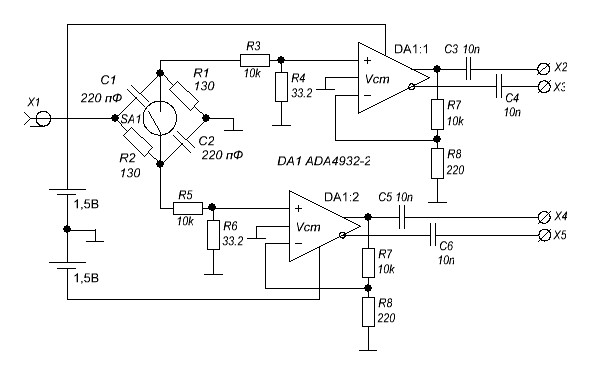 R3
10k
DA1:1
C3 10n
X2
C1
220 пФ
R1
130
R4
33.2
Vcm
X3
C4
10n
X1
SA1
R7
10k
C2
220 пФ
R2
130
DA1 ADA4932-2
R8
220
1,5В
R5
10k
DA1:2
C5 10n
X4
R6
33.2
Vcm
X5
C6
10n
1,5В
R7
10k
R8
220